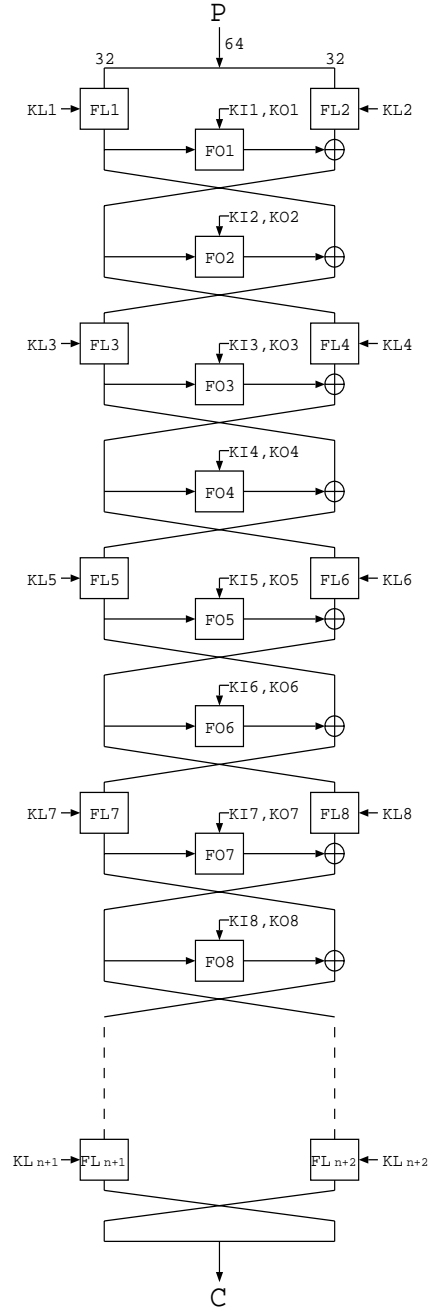 P
64
32 32
KI1,KO1
KL1 FL1 FL2 KL2
FO1
KI2,KO2
FO2
KI3,KO3
KL3 FL3 FL4 KL4
FO3
KI4,KO4
FO4
KI5,KO5
KL5 FL5 FL6 KL6
FO5
KI6,KO6
FO6
KI7,KO7
KL7 FL7 FL8 KL8
FO7
KI8,KO8
FO8
KL n+1 FL n+1 FL n+2 KL n+2
C